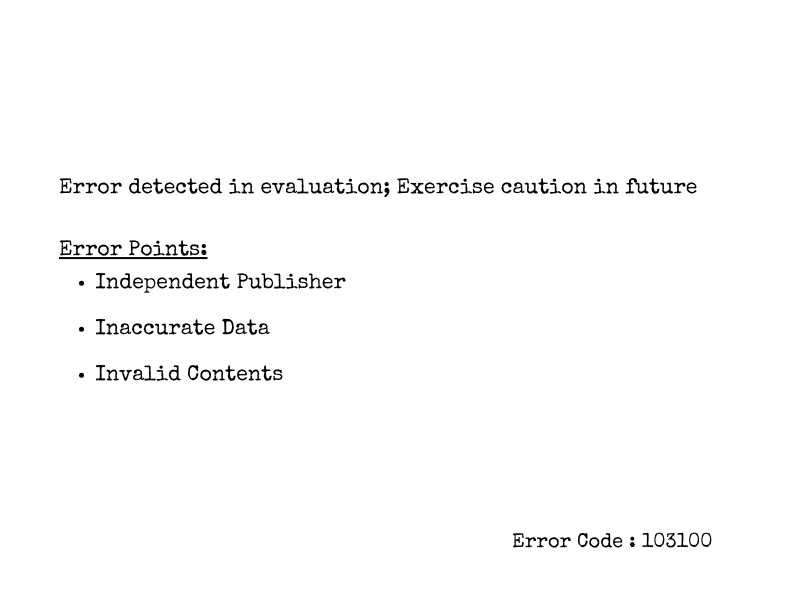 Error detected in evaluation; Exercise caution in future
Error Points:
• Independent Publisher
• Inaccurate Data
• Invalid Contents
Error Code : 103100